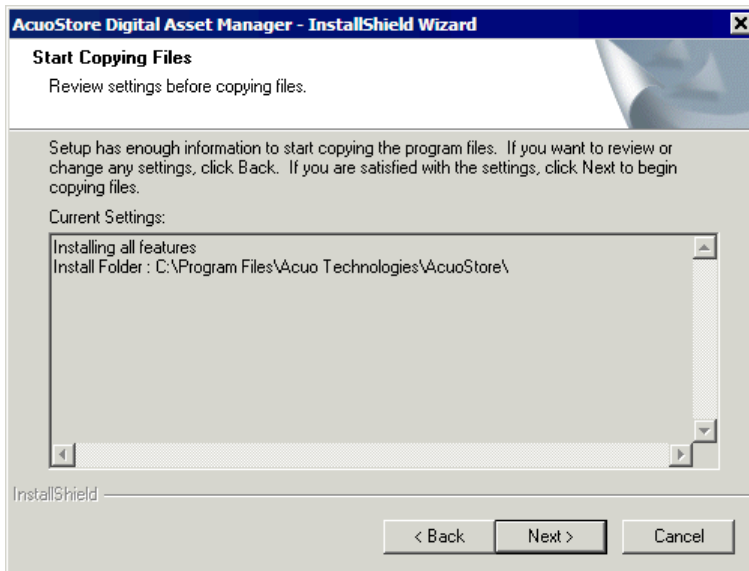 AcuoStore Digital Asset Manager - InstallShield Wizard
Start Copying Files
Review settings before copying files.
Setup has enough information to start copying the program files.  If you want to review or
change any settings, click Back.  If you are satisfied with the settings, click Next to begin
copying files.
Current Settings:
Installing all features
Install Folder : C:\Program Files\Acuo Technologies\AcuoStore\
InstallShield
< Back
Next >
Cancel